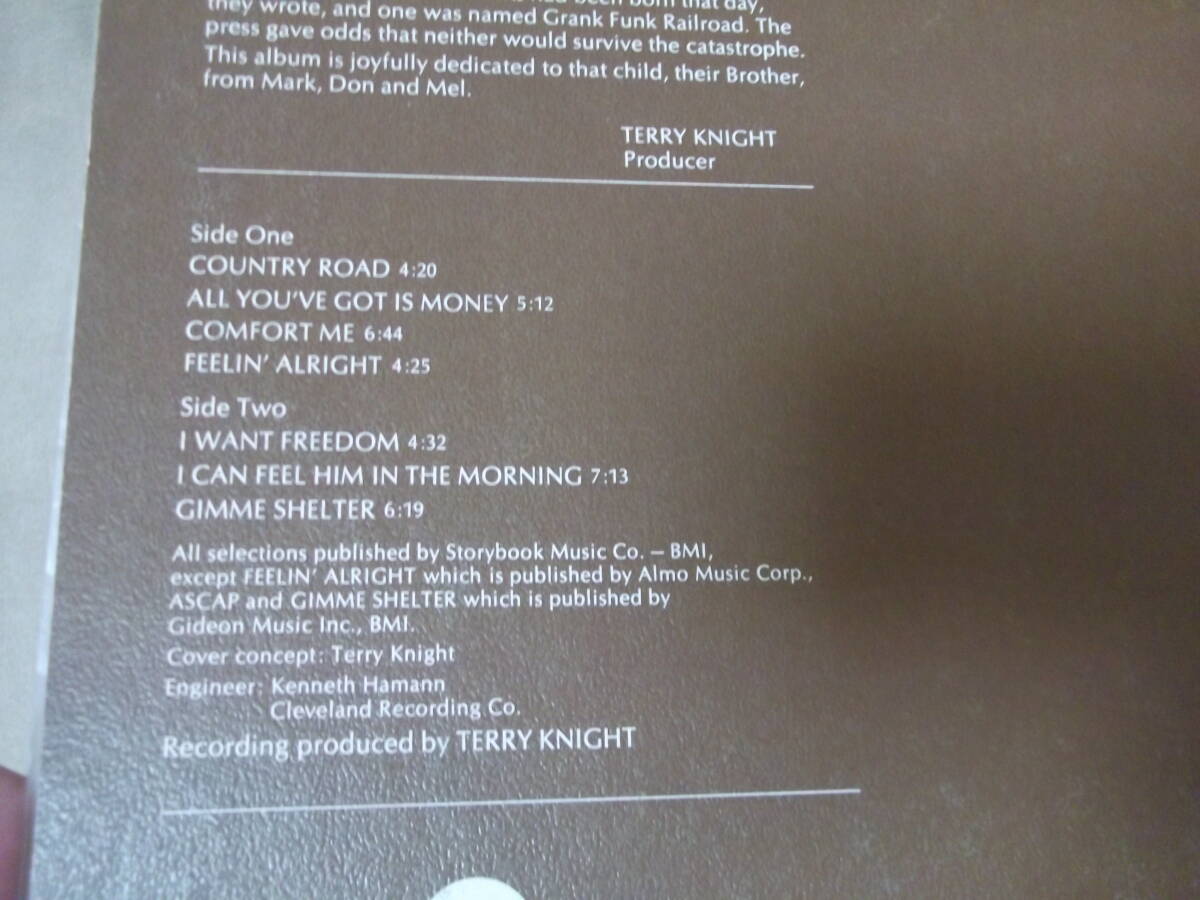 been born that day,
they wrote, and one was named Grank Funk Railroad. The
press gave odds that neither would survive the catastrophe.
This album is joyfully dedicated to that child, their Brother,
from Mark, Don and Mel.
TERRY KNIGHT
Producer
Side One
COUNTRY ROAD 4:20
ALL YOU'VE GOT IS MONEY 5:12
COMFORT ME 6:44
FEELIN' ALRIGHT 4:25
Side Two
I WANT FREEDOM 4:32
I CAN FEEL HIM IN THE MORNING 7:13
GIMME SHELTER 6:19
All selections published by Storybook Music Co. – BMI,
except FEELIN' ALRIGHT which is published by Almo Music Corp.,
ASCAP and GIMME SHELTER which is published by
Gideon Music Inc., BMI.
Cover concept: Terry Knight
Engineer: Kenneth Hamann
Cleveland Recording Co.
Recording produced by TERRY KNIGHT